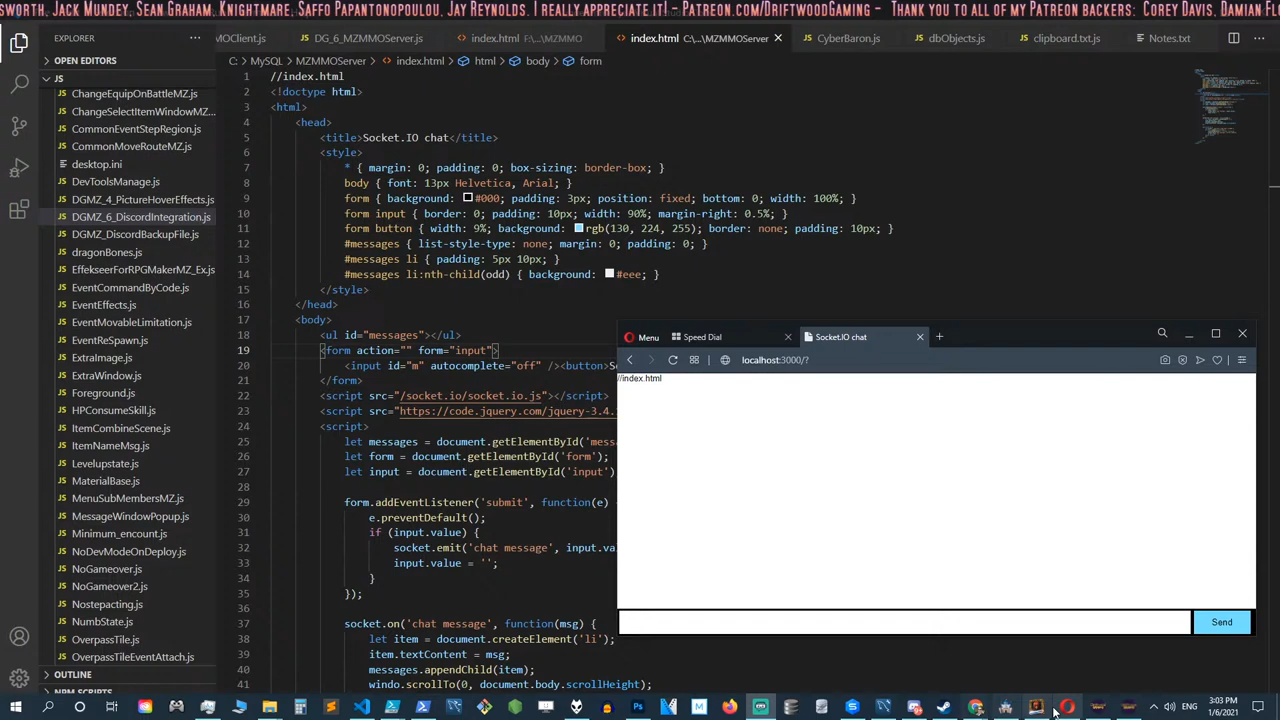 SWORTH, JACK MUNDEY, SEAN GRAHAM, KNIGHTMARE, SAFFO PAPANTONOPOULOU, JAY REYNOLDS. I REALLY APPRECIATE IT! - PATREON.COM/DRIFTWOODGAMING - THANK YOU TO ALL OF MY PATREON BACKERS: COREY DAVIS, DAMIAN FL
EXPLORER ... MOClient.js DG_6_MZMMOServer.js index.html F:\...\MZMMO index.html C:\...\MZMMOServer CyberBaron.js dbObjects.js clipboard.txt.js Notes.txt
OPEN EDITORS
JS
ChangeEquipOnBattleMZ.js
ChangeSelectItemWindowMZ...
CommonEventStepRegion.js
CommonMoveRouteMZ.js
desktop.ini
DevToolsManage.js
DGMZ_4_PictureHoverEffects.js
DGMZ_6_DiscordIntegration.js
DGMZ_DiscordBackupFile.js
dragonBones.js
EffekseerForRPGMakerMZ_Ex.js
EventCommandByCode.js
EventEffects.js
EventMovableLimitation.js
EventReSpawn.js
ExtraImage.js
ExtraWindow.js
Foreground.js
HPConsumeSkill.js
ItemCombineScene.js
ItemNameMsg.js
Levelupstate.js
MaterialBase.js
MenuSubMembersMZ.js
MessageWindowPopup.js
Minimum_encount.js
NoDevModeOnDeploy.js
NoGameover.js
NoGameover2.js
Nostepacting.js
NumbState.js
OverpassTile.js
OverpassTileEventAttach.js
OUTLINE
NPM SCRIPTS
C: > MySQL > MZMMOServer > index.html > html > body > form
1 //index.html
2 <!doctype html>
3 <html>
4 <head>
5 <title>Socket.IO chat</title>
6 <style>
7 * { margin: 0; padding: 0; box-sizing: border-box; }
8 body { font: 13px Helvetica, Arial; }
9 form { background: #000; padding: 3px; position: fixed; bottom: 0; width: 100%; }
10 form input { border: 0; padding: 10px; width: 90%; margin-right: 0.5%; }
11 form button { width: 9%; background: rgb(130, 224, 255); border: none; padding: 10px; }
12 #messages { list-style-type: none; margin: 0; padding: 0; }
13 #messages li { padding: 5px 10px; }
14 #messages li:nth-child(odd) { background: #eee; }
15 </style>
16 </head>
17 <body>
18 <ul id="messages"></ul>
19 <form action="" form="input">
20 <input id="m" autocomplete="off" /><button>S
21 </form>
22 <script src="/socket.io/socket.io.js"></script>
23 <script src="https://code.jquery.com/jquery-3.4.
24 <script>
25 let messages = document.getElementById('mess
26 let form = document.getElementById('form');
27 let input = document.getElementById('input')
28
29 form.addEventListener('submit', function(e)
30 e.preventDefault();
31 if (input.value) {
32 socket.emit('chat message', input.va
33 input.value = '';
34 }
35 });
36
37 socket.on('chat message', function(msg) {
38 let item = document.createElement('li');
39 item.textContent = msg;
40 messages.appendChild(item);
41 windo.scrollTo(0, document.body.scrollHeight);
Menu Speed Dial Socket.IO chat
localhost:3000/?
//index.html
Send
ENG 3:03 PM
1/6/2021